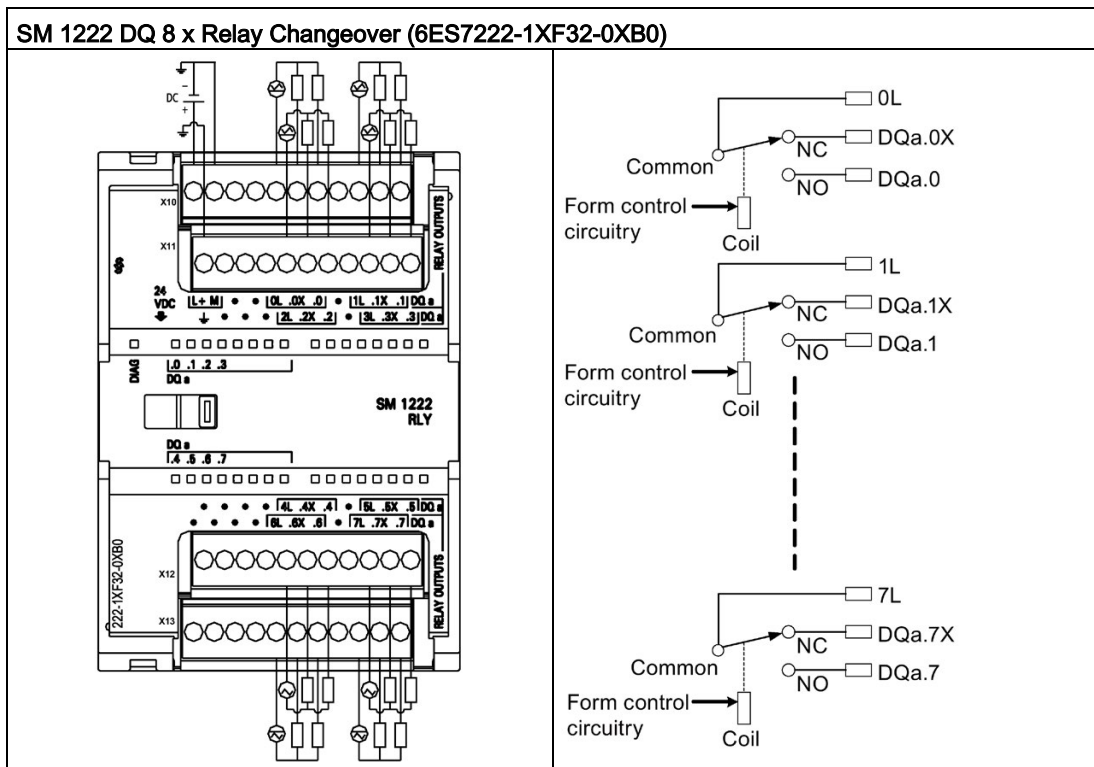 SM 1222 DQ 8 x Relay Changeover (6ES7222-1XF32-0XB0)
DC
- 
+
X10
X11
RELAY OUTPUTS
24
VDC
L+ M • • 0L .0X .0 • 1L .1X .1 DQ a
• • • 2L .2X .2 • 3L .3X .3 DQ a
DIAG
.0 .1 .2 .3
DQ a
SM 1222
RLY
DQ a
.4 .5 .6 .7
• • • • 4L .4X .4 • 5L .5X .5 DQ a
• • • • 6L .6X .6 • 7L .7X .7 DQ a
222-1XF32-0XB0
X12
X13
RELAY OUTPUTS
0L
DQa.0X
NC
Common
DQa.0
NO
Form control
circuitry
Coil
1L
DQa.1X
NC
Common
DQa.1
NO
Form control
circuitry
Coil
7L
DQa.7X
NC
Common
DQa.7
NO
Form control
circuitry
Coil